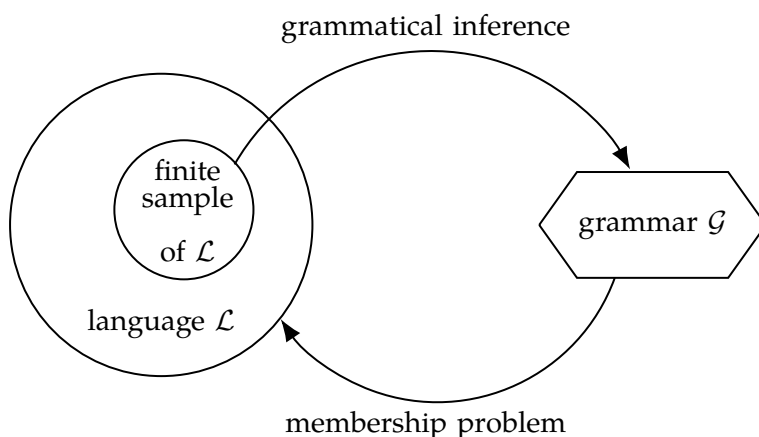 grammatical inference
finite
sample
of ℒ
grammar 𝒢
language ℒ
membership problem